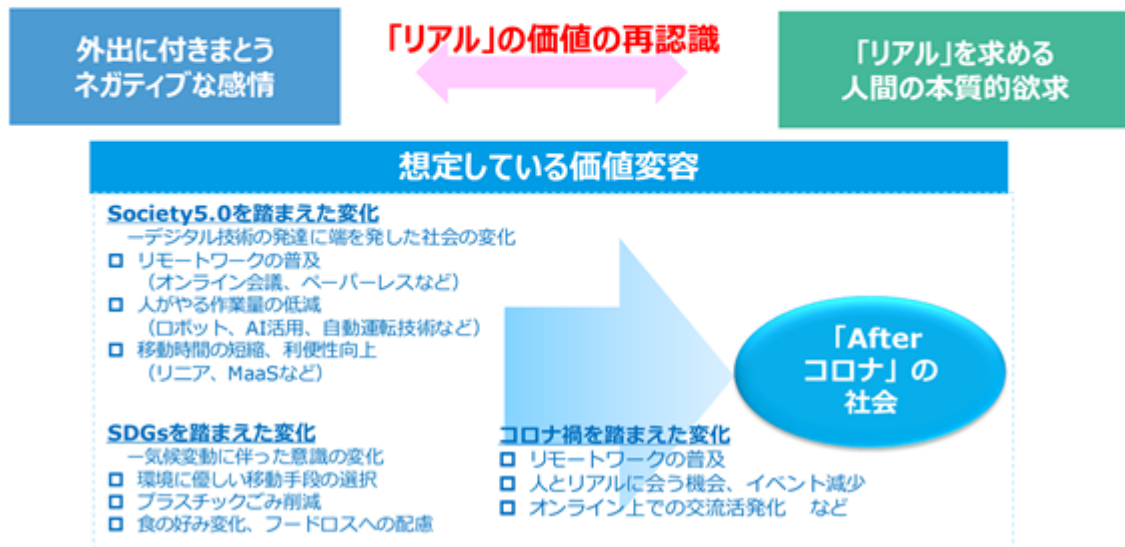 外出に付きまとう
ネガティブな感情
「リアル」の価値の再認識
「リアル」を求める
人間の本質的欲求
想定している価値変容
Society5.0を踏まえた変化
ーデジタル技術の発達に端を発した社会の変化
リモートワークの普及
（オンライン会議、ペーパーレスなど）
人がやる作業量の低減
（ロボット、AI活用、自動運転技術など）
移動時間の短縮、利便性向上
（リニア、MaaSなど）
「After
コロナ」の
社会
SDGsを踏まえた変化
ー気候変動に伴った意識の変化
環境に優しい移動手段の選択
プラスチックごみ削減
食の好み変化、フードロスへの配慮
コロナ禍を踏まえた変化
リモートワークの普及
人とリアルに会う機会、イベント減少
オンライン上での交流活発化　など